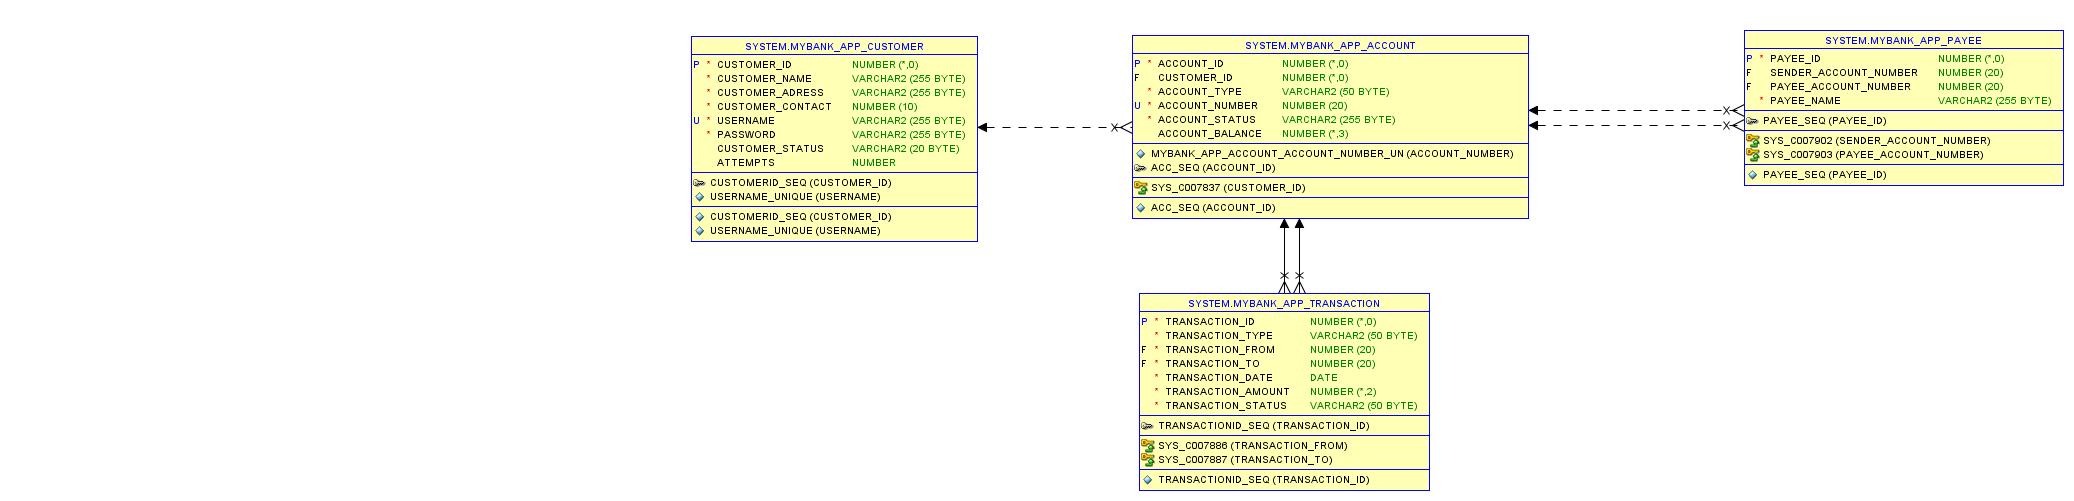 SYSTEM.MYBANK_APP_CUSTOMER
P * CUSTOMER_ID NUMBER (*,0)
* CUSTOMER_NAME VARCHAR2 (255 BYTE)
* CUSTOMER_ADRESS VARCHAR2 (255 BYTE)
* CUSTOMER_CONTACT NUMBER (10)
U * USERNAME VARCHAR2 (255 BYTE)
* PASSWORD VARCHAR2 (255 BYTE)
CUSTOMER_STATUS VARCHAR2 (20 BYTE)
ATTEMPTS NUMBER
CUSTOMERID_SEQ (CUSTOMER_ID)
USERNAME_UNIQUE (USERNAME)
CUSTOMERID_SEQ (CUSTOMER_ID)
USERNAME_UNIQUE (USERNAME)
SYSTEM.MYBANK_APP_ACCOUNT
P * ACCOUNT_ID NUMBER (*,0)
F CUSTOMER_ID NUMBER (*,0)
* ACCOUNT_TYPE VARCHAR2 (50 BYTE)
U * ACCOUNT_NUMBER NUMBER (20)
* ACCOUNT_STATUS VARCHAR2 (255 BYTE)
ACCOUNT_BALANCE NUMBER (*,3)
MYBANK_APP_ACCOUNT_ACCOUNT_NUMBER_UN (ACCOUNT_NUMBER)
ACC_SEQ (ACCOUNT_ID)
SYS_C007837 (CUSTOMER_ID)
ACC_SEQ (ACCOUNT_ID)
SYSTEM.MYBANK_APP_PAYEE
P * PAYEE_ID NUMBER (*,0)
F SENDER_ACCOUNT_NUMBER NUMBER (20)
F PAYEE_ACCOUNT_NUMBER NUMBER (20)
* PAYEE_NAME VARCHAR2 (255 BYTE)
PAYEE_SEQ (PAYEE_ID)
SYS_C007902 (SENDER_ACCOUNT_NUMBER)
SYS_C007903 (PAYEE_ACCOUNT_NUMBER)
PAYEE_SEQ (PAYEE_ID)
SYSTEM.MYBANK_APP_TRANSACTION
P * TRANSACTION_ID NUMBER (*,0)
* TRANSACTION_TYPE VARCHAR2 (50 BYTE)
F * TRANSACTION_FROM NUMBER (20)
F * TRANSACTION_TO NUMBER (20)
* TRANSACTION_DATE DATE
* TRANSACTION_AMOUNT NUMBER (*,2)
* TRANSACTION_STATUS VARCHAR2 (50 BYTE)
TRANSACTIONID_SEQ (TRANSACTION_ID)
SYS_C007886 (TRANSACTION_FROM)
SYS_C007887 (TRANSACTION_TO)
TRANSACTIONID_SEQ (TRANSACTION_ID)